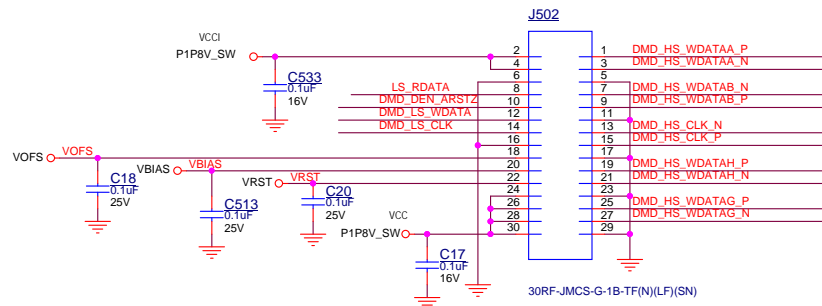 J502
VCCI
P1P8V_SW
2 1 DMD_HS_WDATAA_P
4 3 DMD_HS_WDATAA_N
C533
0.1uF
16V
6 5
LS_RDATA 8 7 DMD_HS_WDATAB_N
DMD_DEN_ARSTZ 10 9 DMD_HS_WDATAB_P
DMD_LS_WDATA 12 11
DMD_LS_CLK 14 13 DMD_HS_CLK_N
16 15 DMD_HS_CLK_P
VOFS VOFS 18 17
VBIAS VBIAS 20 19 DMD_HS_WDATAH_P
VRST VRST 22 21 DMD_HS_WDATAH_N
C18
0.1uF
25V
C513
0.1uF
25V
C20
0.1uF
25V
24 23
26 25 DMD_HS_WDATAG_P
VCC
28 27 DMD_HS_WDATAG_N
P1P8V_SW 30 29
C17
0.1uF
16V
30RF-JMCS-G-1B-TF(N)(LF)(SN)